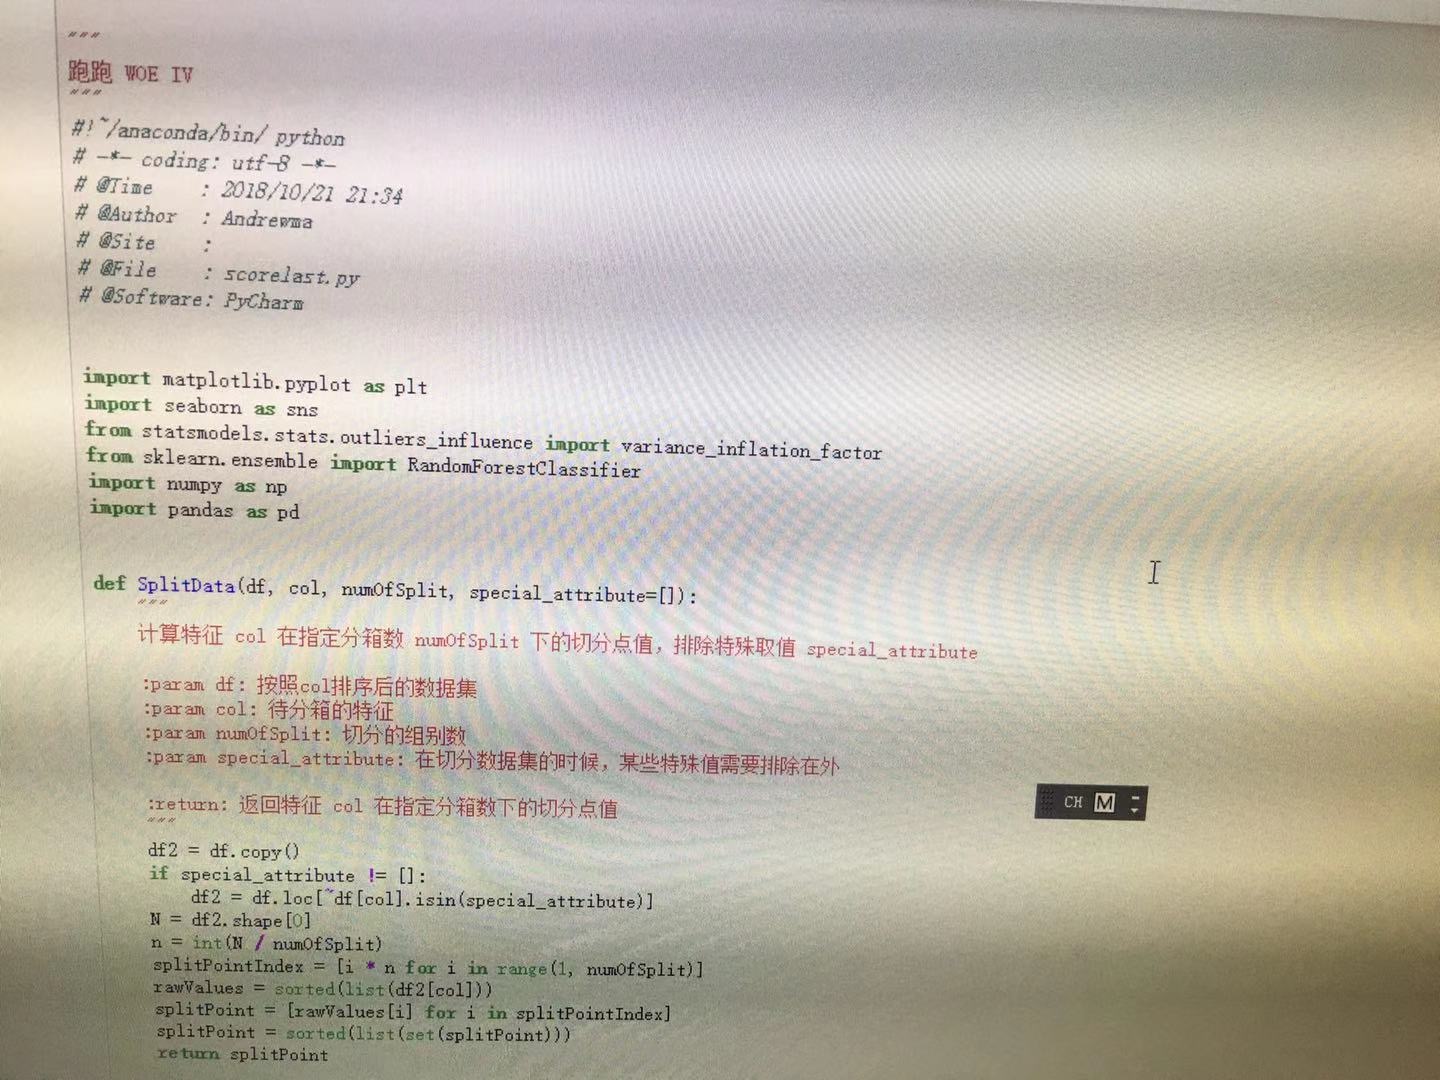 """
跑跑 WOE IV
"""
#!~/anaconda/bin/ python
# -*- coding: utf-8 -*-
# @Time    : 2018/10/21 21:34
# @Author  : Andrewma
# @Site    :
# @File    : scorelast.py
# @Software: PyCharm
import matplotlib.pyplot as plt
import seaborn as sns
from statsmodels.stats.outliers_influence import variance_inflation_factor
from sklearn.ensemble import RandomForestClassifier
import numpy as np
import pandas as pd
def SplitData(df, col, numOfSplit, special_attribute=[]):
"""
计算特征 col 在指定分箱数 numOfSplit 下的切分点值，排除特殊取值 special_attribute
:param df: 按照col排序后的数据集
:param col: 待分箱的特征
:param numOfSplit: 切分的组别数
:param special_attribute: 在切分数据集的时候，某些特殊值需要排除在外
:return: 返回特征 col 在指定分箱数下的切分点值
"""
df2 = df.copy()
if special_attribute != []:
df2 = df.loc[~df[col].isin(special_attribute)]
N = df2.shape[0]
n = int(N / numOfSplit)
splitPointIndex = [i * n for i in range(1, numOfSplit)]
rawValues = sorted(list(df2[col]))
splitPoint = [rawValues[i] for i in splitPointIndex]
splitPoint = sorted(list(set(splitPoint)))
return splitPoint
CH M